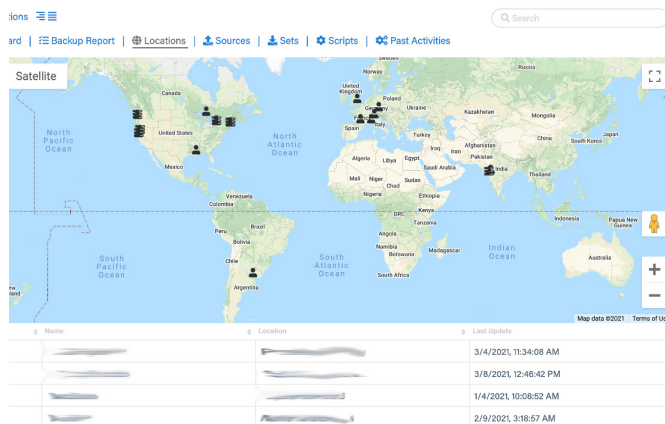 tions
ard | Backup Report | Locations | Sources | Sets | Scripts | Past Activities
Search
Satellite
Sweden
Norway
Russia
United
Kingdom
Poland
Germany
Ukraine
Kazakhstan
Mongolia
Canada
North
Pacific
Ocean
United States
North
Atlantic
Ocean
Spain
Italy
Turkey
China
South Korea
Japan
Afghanistan
Iraq
Iran
Pakistan
Mexico
Algeria
Libya
Egypt
Saudi Arabia
India
Thailand
Mali
Niger
Chad
Sudan
Nigeria
Ethiopia
Venezuela
Colombia
DRC
Kenya
Tanzania
Indonesia
Papua New
Guinea
Peru
Brazil
Bolivia
Angola
Namibia
Botswana
Madagascar
South
Pacific
Ocean
Chile
South
Atlantic
Ocean
Indian
Ocean
Australia
South Africa
Argentina
ew
land
Map data ©2021 Terms of Us
Name Location Last Update
3/4/2021, 11:34:08 AM
3/8/2021, 12:46:42 PM
1/4/2021, 10:08:52 AM
2/9/2021, 3:18:57 AM